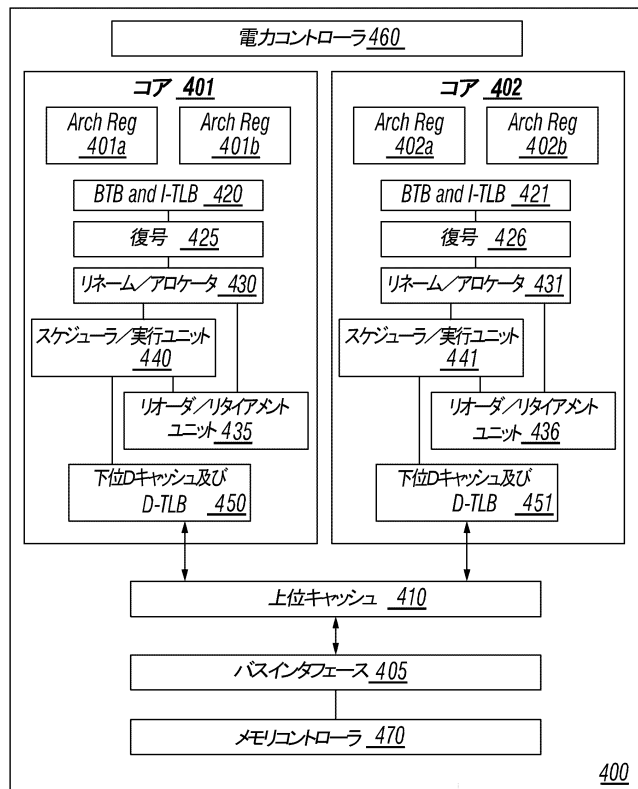 電力コントローラ 460
コア 401
Arch Reg
401a
Arch Reg
401b
BTB and I-TLB 420
復号 425
リネーム／アロケータ 430
スケジューラ／実行ユニット
440
リオーダ／リタイアメント
ユニット 435
下位Dキャッシュ及び
D-TLB 450
コア 402
Arch Reg
402a
Arch Reg
402b
BTB and I-TLB 421
復号 426
リネーム／アロケータ 431
スケジューラ／実行ユニット
441
リオーダ／リタイアメント
ユニット 436
下位Dキャッシュ及び
D-TLB 451
上位キャッシュ 410
バスインタフェース 405
メモリコントローラ 470
400